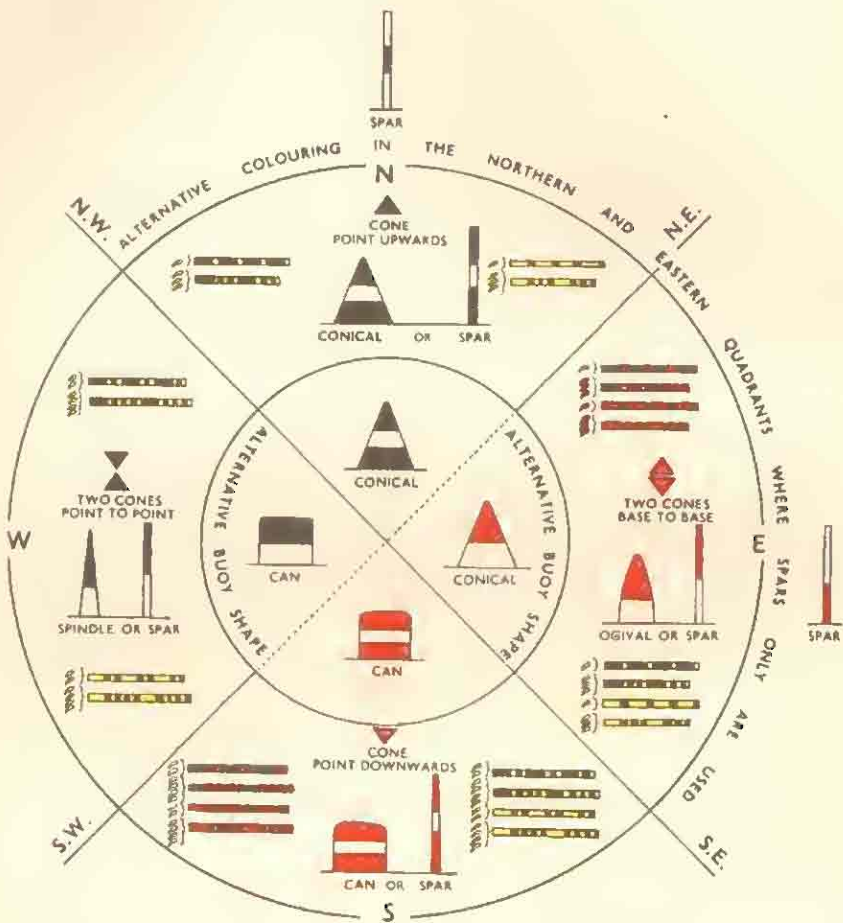 SPAR
ALTERNATIVE COLOURING IN THE NORTHERN AND EASTERN QUADRANTS WHERE SPARS ONLY ARE USED
N
N.W.
N.E.
CONE
POINT UPWARDS
CONICAL OR SPAR
ALTERNATIVE BUOY SHAPE
CONICAL
ALTERNATIVE BUOY SHAPE
TWO CONES
POINT TO POINT
TWO CONES
BASE TO BASE
W
E
CAN
CONICAL
SPINDLE OR SPAR
OGIVAL OR SPAR
SPAR
CAN
CONE
POINT DOWNWARDS
S.W.
S.E.
CAN OR SPAR
S